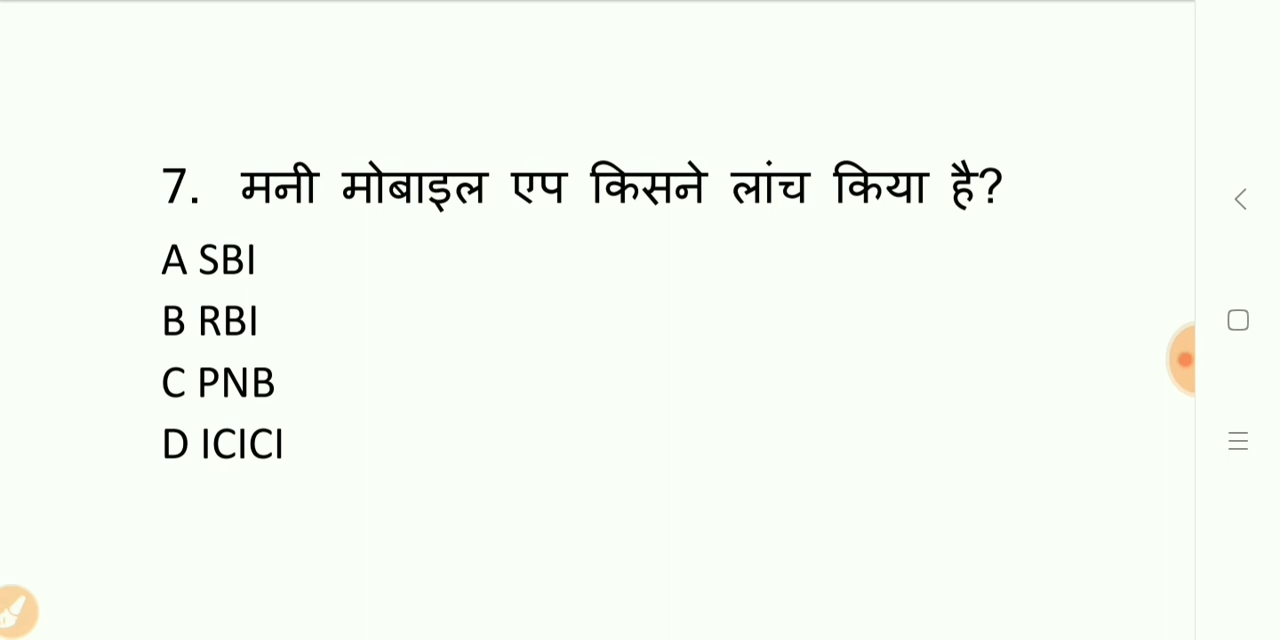 7. मनी मोबाइल एप किसने लांच किया है?
A SBI
B RBI
C PNB
D ICICI